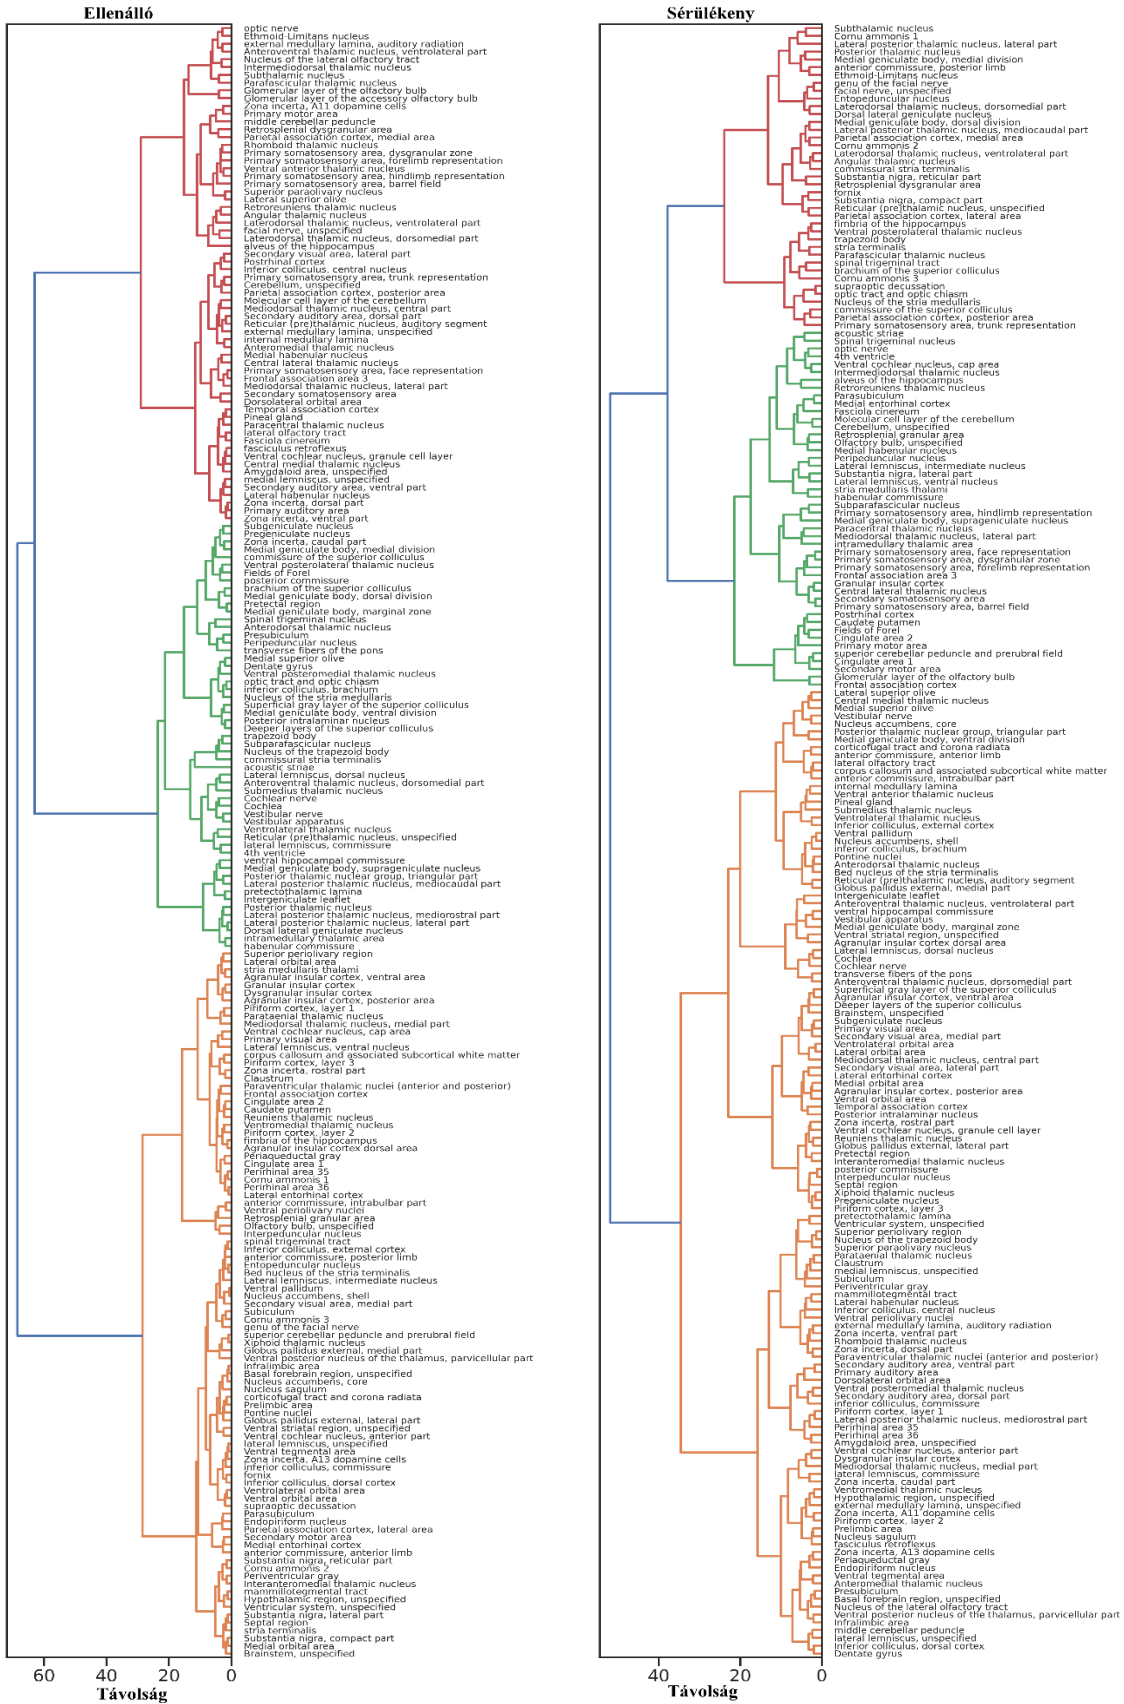 Ellenálló
optic nerve
Ethmoid-Limitans nucleus
external medullary lamina, auditory radiation
Anteroventral thalamic nucleus, ventrolateral part
Nucleus of the lateral olfactory tract
Intermediodorsal thalamic nucleus
Subthalamic nucleus
Parafascicular thalamic nucleus
Glomerular layer of the olfactory bulb
Glomerular layer of the accessory olfactory bulb
Zona incerta, A11 dopamine cells
Primary motor area
middle cerebellar peduncle
Retrosplenial dysgranular area
Parietal association cortex, medial area
Rhomboid thalamic nucleus
Primary somatosensory area, dysgranular zone
Primary somatosensory area, forelimb representation
Ventral anterior thalamic nucleus
Primary somatosensory area, hindlimb representation
Primary somatosensory area, barrel field
Superior paraolivary nucleus
Lateral superior olive
Retroreuniens thalamic nucleus
Angular thalamic nucleus
Laterodorsal thalamic nucleus, ventrolateral part
facial nerve, unspecified
Laterodorsal thalamic nucleus, dorsomedial part
alveus of the hippocampus
Secondary visual area, lateral part
Postrhinal cortex
Inferior colliculus, central nucleus
Primary somatosensory area, trunk representation
Cerebellum, unspecified
Parietal association cortex, posterior area
Molecular cell layer of the cerebellum
Mediodorsal thalamic nucleus, central part
Secondary auditory area, dorsal part
Reticular (pre)thalamic nucleus, auditory segment
external medullary lamina, unspecified
internal medullary lamina
Anteromedial thalamic nucleus
Medial habenular nucleus
Central lateral thalamic nucleus
Primary somatosensory area, face representation
Frontal association area 3
Mediodorsal thalamic nucleus, lateral part
Secondary somatosensory area
Dorsolateral orbital area
Temporal association cortex
Pineal gland
Paracentral thalamic nucleus
lateral olfactory tract
Fasciola cinereum
fasciculus retroflexus
Ventral cochlear nucleus, granule cell layer
Central medial thalamic nucleus
Amygdaloid area, unspecified
medial lemniscus, unspecified
Secondary auditory area, ventral part
Lateral habenular nucleus
Zona incerta, dorsal part
Primary auditory area
Zona incerta, ventral part
Subgeniculate nucleus
Pregeniculate nucleus
Zona incerta, caudal part
Medial geniculate body, medial division
commissure of the superior colliculus
Ventral posterolateral thalamic nucleus
Fields of Forel
posterior commissure
brachium of the superior colliculus
Medial geniculate body, dorsal division
Pretectal region
Medial geniculate body, marginal zone
Spinal trigeminal nucleus
Anterodorsal thalamic nucleus
Presubiculum
Peripeduncular nucleus
transverse fibers of the pons
Medial superior olive
Dentate gyrus
Ventral posteromedial thalamic nucleus
optic tract and optic chiasm
inferior colliculus, brachium
Nucleus of the stria medullaris
Superficial gray layer of the superior colliculus
Medial geniculate body, ventral division
Posterior intralaminar nucleus
Deeper layers of the superior colliculus
trapezoid body
Subparafascicular nucleus
Nucleus of the trapezoid body
commissural stria terminalis
acoustic striae
Lateral lemniscus, dorsal nucleus
Anteroventral thalamic nucleus, dorsomedial part
Submedius thalamic nucleus
Cochlear nerve
Cochlea
Vestibular nerve
Vestibular apparatus
Ventrolateral thalamic nucleus
Reticular (pre)thalamic nucleus, unspecified
lateral lemniscus, commissure
4th ventricle
ventral hippocampal commissure
Medial geniculate body, suprageniculate nucleus
Posterior thalamic nuclear group, triangular part
Lateral posterior thalamic nucleus, mediocaudal part
pretectothalamic lamina
Intergeniculate leaflet
Posterior thalamic nucleus
Lateral posterior thalamic nucleus, mediorostral part
Lateral posterior thalamic nucleus, lateral part
Dorsal lateral geniculate nucleus
intramedullary thalamic area
habenular commissure
Superior periolivary region
Lateral orbital area
stria medullaris thalami
Agranular insular cortex, ventral area
Granular insular cortex
Dysgranular insular cortex
Agranular insular cortex, posterior area
Piriform cortex, layer 1
Parataenial thalamic nucleus
Mediodorsal thalamic nucleus, medial part
Ventral cochlear nucleus, cap area
Primary visual area
Lateral lemniscus, ventral nucleus
corpus callosum and associated subcortical white matter
Piriform cortex, layer 3
Zona incerta, rostral part
Claustrum
Paraventricular thalamic nuclei (anterior and posterior)
Frontal association cortex
Cingulate area 2
Caudate putamen
Reuniens thalamic nucleus
Ventromedial thalamic nucleus
Piriform cortex, layer 2
fimbria of the hippocampus
Agranular insular cortex dorsal area
Periaqueductal gray
Cingulate area 1
Perirhinal area 35
Cornu ammonis 1
Perirhinal area 36
Lateral entorhinal cortex
anterior commissure, intrabulbar part
Ventral periolivary nuclei
Retrosplenial granular area
Olfactory bulb, unspecified
Interpeduncular nucleus
spinal trigeminal tract
Inferior colliculus, external cortex
anterior commissure, posterior limb
Entopeduncular nucleus
Bed nucleus of the stria terminalis
Lateral lemniscus, intermediate nucleus
Ventral pallidum
Nucleus accumbens, shell
Secondary visual area, medial part
Subiculum
Cornu ammonis 3
genu of the facial nerve
superior cerebellar peduncle and prerubral field
Xiphoid thalamic nucleus
Globus pallidus external, medial part
Ventral posterior nucleus of the thalamus, parvicellular part
Infralimbic area
Basal forebrain region, unspecified
Nucleus accumbens, core
Nucleus sagulum
corticofugal tract and corona radiata
Prelimbic area
Pontine nuclei
Globus pallidus external, lateral part
Ventral striatal region, unspecified
Ventral cochlear nucleus, anterior part
lateral lemniscus, unspecified
Ventral tegmental area
Zona incerta, A13 dopamine cells
inferior colliculus, commissure
fornix
Inferior colliculus, dorsal cortex
Ventrolateral orbital area
Ventral orbital area
supraoptic decussation
Parasubiculum
Endopiriform nucleus
Parietal association cortex, lateral area
Secondary motor area
Medial entorhinal cortex
anterior commissure, anterior limb
Substantia nigra, reticular part
Cornu ammonis 2
Periventricular gray
Interanteromedial thalamic nucleus
mammillotegmental tract
Hypothalamic region, unspecified
Ventricular system, unspecified
Substantia nigra, lateral part
Septal region
stria terminalis
Substantia nigra, compact part
Medial orbital area
Brainstem, unspecified
60 40 20 0
Távolság
Sérülékeny
Subthalamic nucleus
Cornu ammonis 1
Lateral posterior thalamic nucleus, lateral part
Posterior thalamic nucleus
Medial geniculate body, medial division
anterior commissure, posterior limb
Ethmoid-Limitans nucleus
genu of the facial nerve
facial nerve, unspecified
Entopeduncular nucleus
Laterodorsal thalamic nucleus, dorsomedial part
Dorsal lateral geniculate nucleus
Medial geniculate body, dorsal division
Lateral posterior thalamic nucleus, mediocaudal part
Parietal association cortex, medial area
Cornu ammonis 2
Laterodorsal thalamic nucleus, ventrolateral part
Angular thalamic nucleus
commissural stria terminalis
Substantia nigra, reticular part
Retrosplenial dysgranular area
fornix
Substantia nigra, compact part
Reticular (pre)thalamic nucleus, unspecified
Parietal association cortex, lateral area
fimbria of the hippocampus
Ventral posterolateral thalamic nucleus
trapezoid body
stria terminalis
Parafascicular thalamic nucleus
spinal trigeminal tract
brachium of the superior colliculus
Cornu ammonis 3
supraoptic decussation
optic tract and optic chiasm
Nucleus of the stria medullaris
commissure of the superior colliculus
Parietal association cortex, posterior area
Primary somatosensory area, trunk representation
acoustic striae
Spinal trigeminal nucleus
optic nerve
4th ventricle
Ventral cochlear nucleus, cap area
Intermediodorsal thalamic nucleus
alveus of the hippocampus
Retroreuniens thalamic nucleus
Parasubiculum
Medial entorhinal cortex
Fasciola cinereum
Molecular cell layer of the cerebellum
Cerebellum, unspecified
Retrosplenial granular area
Olfactory bulb, unspecified
Medial habenular nucleus
Peripeduncular nucleus
Lateral lemniscus, intermediate nucleus
Substantia nigra, lateral part
Lateral lemniscus, ventral nucleus
stria medullaris thalami
habenular commissure
Subparafascicular nucleus
Primary somatosensory area, hindlimb representation
Medial geniculate body, suprageniculate nucleus
Paracentral thalamic nucleus
Mediodorsal thalamic nucleus, lateral part
intramedullary thalamic area
Primary somatosensory area, face representation
Primary somatosensory area, dysgranular zone
Primary somatosensory area, forelimb representation
Frontal association area 3
Granular insular cortex
Central lateral thalamic nucleus
Secondary somatosensory area
Primary somatosensory area, barrel field
Postrhinal cortex
Caudate putamen
Fields of Forel
Cingulate area 2
Primary motor area
superior cerebellar peduncle and prerubral field
Cingulate area 1
Secondary motor area
Glomerular layer of the olfactory bulb
Frontal association cortex
Lateral superior olive
Central medial thalamic nucleus
Medial superior olive
Vestibular nerve
Nucleus accumbens, core
Posterior thalamic nuclear group, triangular part
Medial geniculate body, ventral division
corticofugal tract and corona radiata
anterior commissure, anterior limb
lateral olfactory tract
corpus callosum and associated subcortical white matter
anterior commissure, intrabulbar part
internal medullary lamina
Ventral anterior thalamic nucleus
Pineal gland
Submedius thalamic nucleus
Ventrolateral thalamic nucleus
Inferior colliculus, external cortex
Ventral pallidum
Nucleus accumbens, shell
inferior colliculus, brachium
Pontine nuclei
Anterodorsal thalamic nucleus
Bed nucleus of the stria terminalis
Reticular (pre)thalamic nucleus, auditory segment
Globus pallidus external, medial part
Intergeniculate leaflet
Anteroventral thalamic nucleus, ventrolateral part
ventral hippocampal commissure
Vestibular apparatus
Medial geniculate body, marginal zone
Ventral striatal region, unspecified
Agranular insular cortex dorsal area
Lateral lemniscus, dorsal nucleus
Cochlea
Cochlear nerve
transverse fibers of the pons
Anteroventral thalamic nucleus, dorsomedial part
Superficial gray layer of the superior colliculus
Agranular insular cortex, ventral area
Deeper layers of the superior colliculus
Brainstem, unspecified
Subgeniculate nucleus
Primary visual area
Secondary visual area, medial part
Ventrolateral orbital area
Lateral orbital area
Mediodorsal thalamic nucleus, central part
Secondary visual area, lateral part
Lateral entorhinal cortex
Medial orbital area
Agranular insular cortex, posterior area
Ventral orbital area
Temporal association cortex
Posterior intralaminar nucleus
Zona incerta, rostral part
Ventral cochlear nucleus, granule cell layer
Reuniens thalamic nucleus
Globus pallidus external, lateral part
Pretectal region
Interanteromedial thalamic nucleus
posterior commissure
Interpeduncular nucleus
Septal region
Xiphoid thalamic nucleus
Pregeniculate nucleus
Piriform cortex, layer 3
pretectothalamic lamina
Ventricular system, unspecified
Superior periolivary region
Nucleus of the trapezoid body
Superior paraolivary nucleus
Parataenial thalamic nucleus
Claustrum
medial lemniscus, unspecified
Subiculum
Periventricular gray
mammillotegmental tract
Lateral habenular nucleus
Inferior colliculus, central nucleus
Ventral periolivary nuclei
external medullary lamina, auditory radiation
Zona incerta, ventral part
Rhomboid thalamic nucleus
Zona incerta, dorsal part
Paraventricular thalamic nuclei (anterior and posterior)
Secondary auditory area, ventral part
Primary auditory area
Dorsolateral orbital area
Ventral posteromedial thalamic nucleus
Secondary auditory area, dorsal part
inferior colliculus, commissure
Piriform cortex, layer 1
Lateral posterior thalamic nucleus, mediorostral part
Perirhinal area 35
Perirhinal area 36
Amygdaloid area, unspecified
Ventral cochlear nucleus, anterior part
Dysgranular insular cortex
Mediodorsal thalamic nucleus, medial part
lateral lemniscus, commissure
Zona incerta, caudal part
Ventromedial thalamic nucleus
Hypothalamic region, unspecified
external medullary lamina, unspecified
Zona incerta, A11 dopamine cells
Piriform cortex, layer 2
Prelimbic area
Nucleus sagulum
fasciculus retroflexus
Zona incerta, A13 dopamine cells
Periaqueductal gray
Endopiriform nucleus
Ventral tegmental area
Anteromedial thalamic nucleus
Presubiculum
Basal forebrain region, unspecified
Nucleus of the lateral olfactory tract
Ventral posterior nucleus of the thalamus, parvicellular part
Infralimbic area
middle cerebellar peduncle
lateral lemniscus, unspecified
Inferior colliculus, dorsal cortex
Dentate gyrus
40 20 0
Távolság